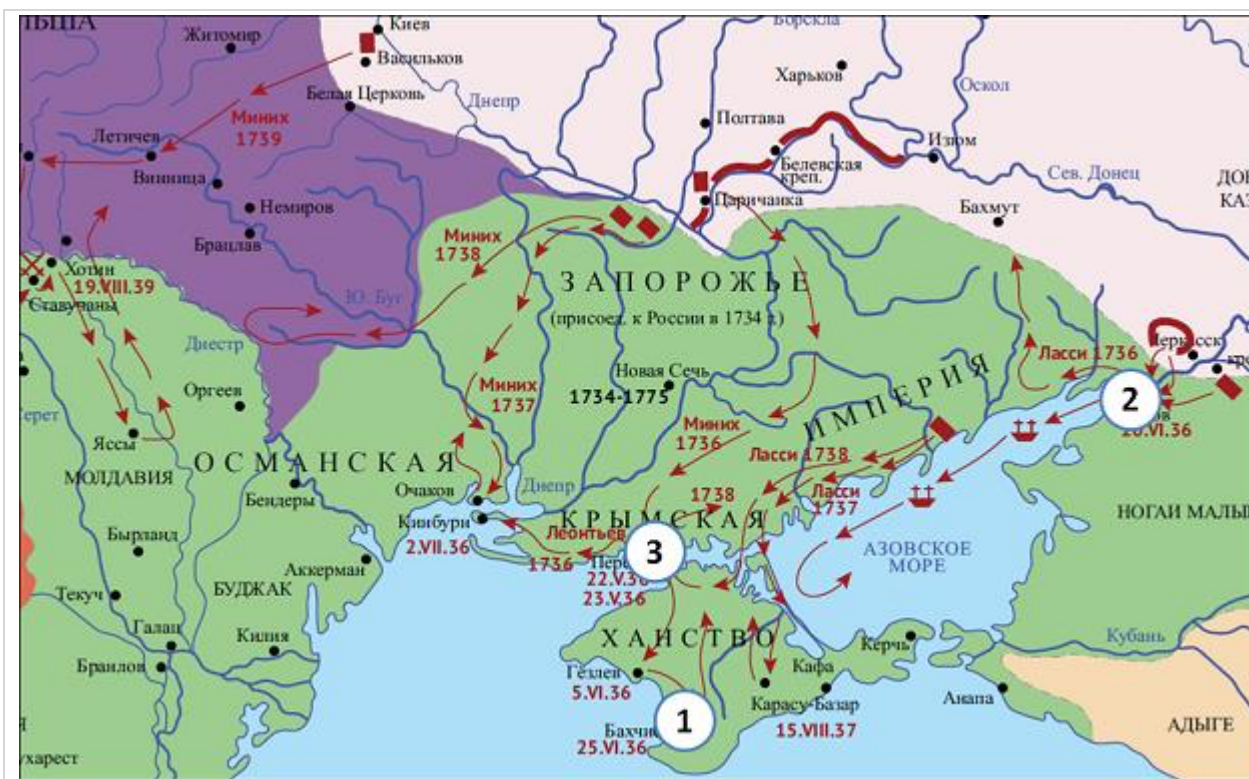 Киев
Борскла
Житомир
Васильков
Харьков
Оскол
Белая Церковь
Днепр
Миних
1739
Полтава
Летичев
Изюм
Белевская
креп.
Винница
Сев. Донец
Царичанка
Немиров
Бахмут
Брацлав
Миних
1738
Хотин
19.VIII.39
ЗАПОРОЖЬЕ
Ставучаны
Ю. Буг
(присоед. к России в 1734 г.)
Днестр
Ласси 1736
Новая Сечь
Оргеев
Миних
1737
1734-1775
2
ИМПЕРИЯ
Миних
1736
Яссы
ОСМАНСКАЯ
Ласси 1738
МОЛДАВИЯ
Очаков
Днепр
Бендеры
1738
Ласси
1737
Кинбурн
КРЫМСКАЯ
НОГАИ МАЛЫ
2.VII.36
Леонтьев
3
АЗОВСКОЕ
МОРЕ
Бырланд
1736
Аккерман
22.V.36
БУДЖАК
23.V.36
Текуч
Галац
Килия
ХАНСТВО
Керчь
Кубань
Браилов
Гёзлев
Кафа
5.VI.36
Карасу-Базар
Анапа
1
15.VIII.37
АДЫГЕ
25.VI.36